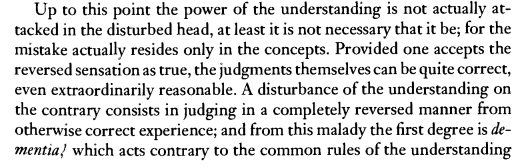 Up to this point the power of the understanding is not actually at-
tacked in the disturbed head, at least it is not necessary that it be; for the
mistake actually resides only in the concepts. Provided one accepts the
reversed sensation as true, the judgments themselves can be quite correct,
even extraordinarily reasonable. A disturbance of the understanding on
the contrary consists in judging in a completely reversed manner from
otherwise correct experience; and from this malady the first degree is de-
mentia,j which acts contrary to the common rules of the understanding